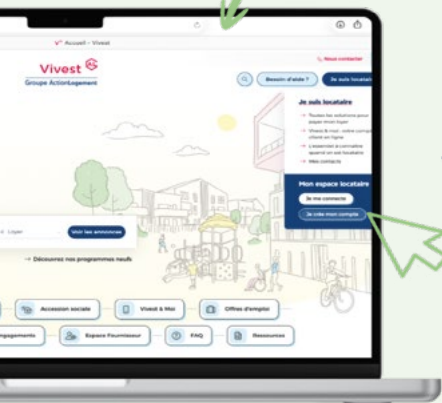 V" Accueil - Vivest
Nous contacter
Vivest
Groupe ActionLogement
Besoin d'aide ?
Je suis locataire
Je suis locataire
→ Toutes les solutions pour
payer mon loyer
→ Vivest & moi : votre compte
client en ligne
→ L'essentiel à connaître
quand on est locataire
→ Mes contacts
Mon espace locataire
Je me connecte
Je crée mon compte
Loyer
Voir les annonces
→ Découvrez nos programmes neufs
Accession sociale
Vivest & Moi
Offres d'emploi
Espace Fournisseur
FAQ
Ressources